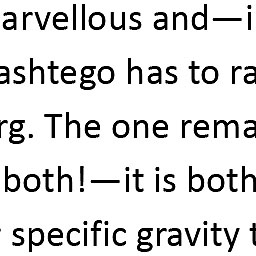 arvellous and—i
ashtego has to ra
rg. The one rema
both!—it is both
specific gravity t